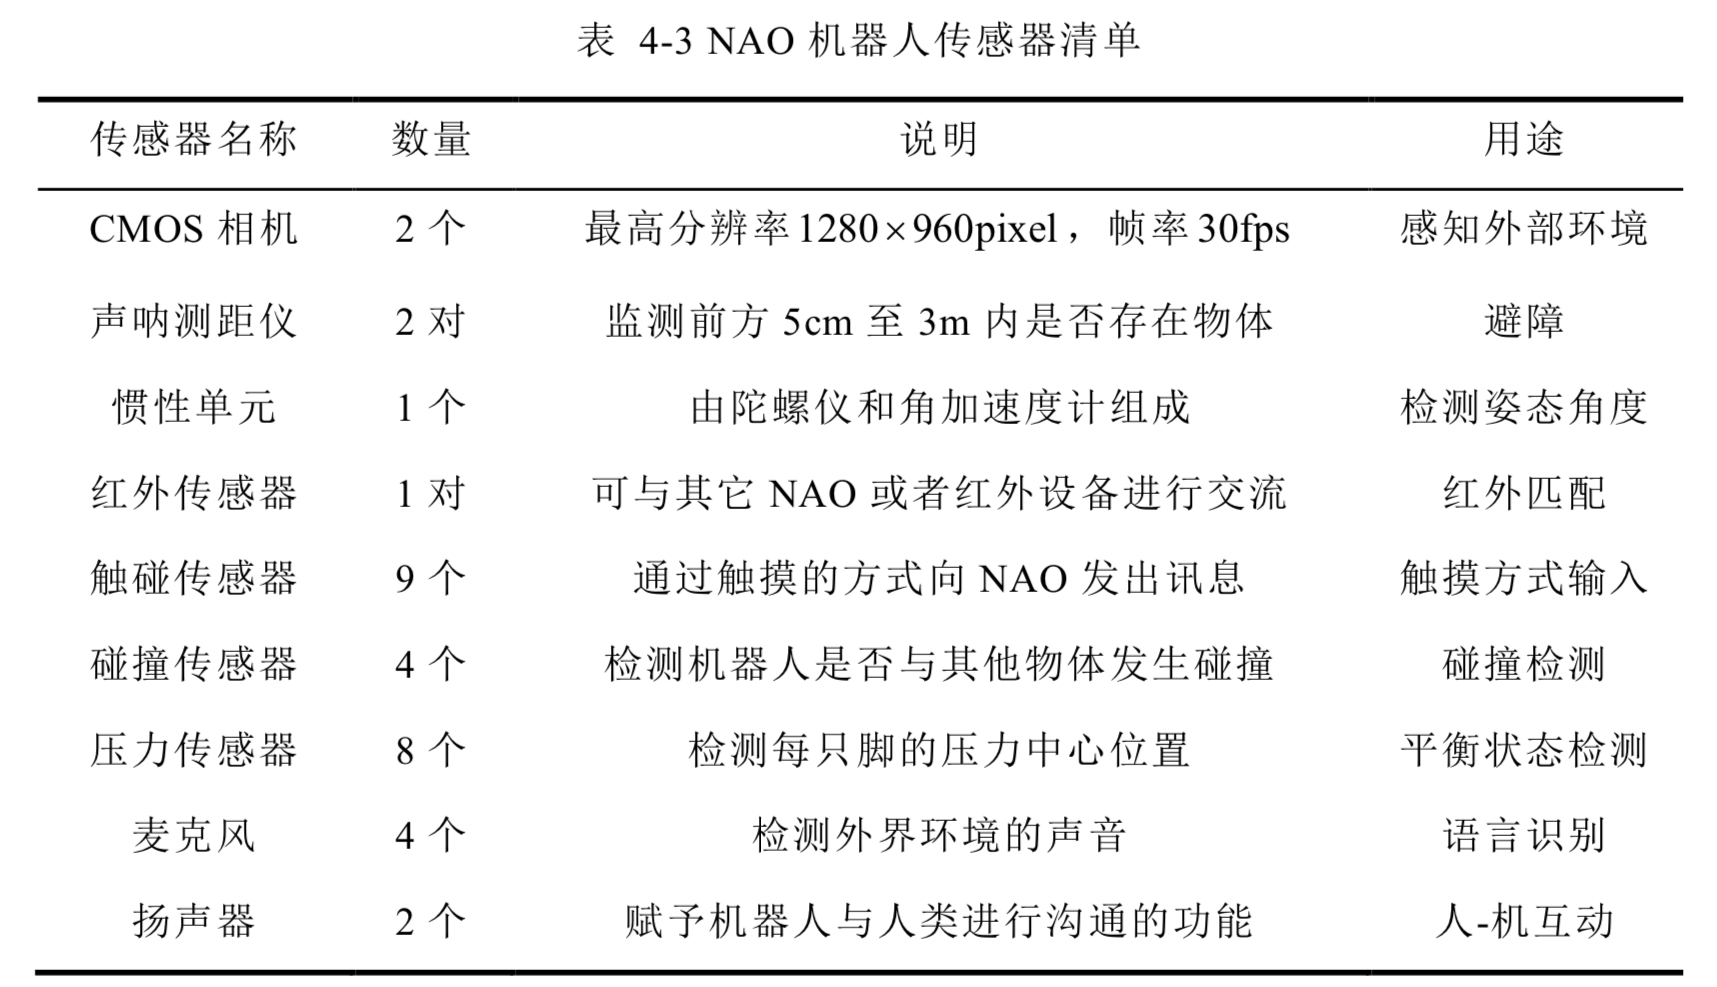 表 4-3 NAO 机器人传感器清单
传感器名称 数量 说明 用途
CMOS 相机 2 个 最高分辨率1280×960pixel，帧率30fps 感知外部环境
声呐测距仪 2 对 监测前方 5cm 至 3m 内是否存在物体 避障
惯性单元 1 个 由陀螺仪和角加速度计组成 检测姿态角度
红外传感器 1 对 可与其它 NAO 或者红外设备进行交流 红外匹配
触碰传感器 9 个 通过触摸的方式向 NAO 发出讯息 触摸方式输入
碰撞传感器 4 个 检测机器人是否与其他物体发生碰撞 碰撞检测
压力传感器 8 个 检测每只脚的压力中心位置 平衡状态检测
麦克风 4 个 检测外界环境的声音 语言识别
扬声器 2 个 赋予机器人与人类进行沟通的功能 人-机互动